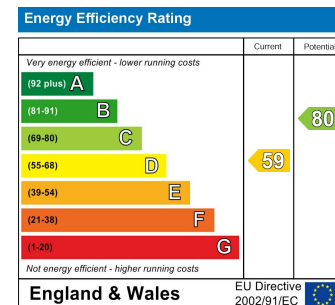 Energy Efficiency Rating
Current Potential
Very energy efficient - lower running costs
(92 plus) A
(81-91) B
(69-80) C
(55-68) D
(39-54) E
(21-38) F
(1-20) G
59
80
Not energy efficient - higher running costs
England & Wales
EU Directive
2002/91/EC